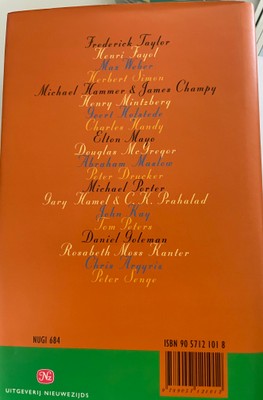 Frederick Taylor
Henri Fayol
Max Weber
Herbert Simon
Michael Hammer & James Champy
Henry Mintzberg
Geert Hofstede
Charles Handy
Elton Mayo
Douglas McGregor
Abraham Maslow
Peter Drucker
Michael Porter
Gary Hamel & C. K. Prahalad
John Kay
Tom Peters
Daniel Goleman
Rosabeth Moss Kanter
Chris Argyris
Peter Senge
NUGI 684
ISBN 90 5712 101 8
UITGEVERIJ NIEUWEZIJDS